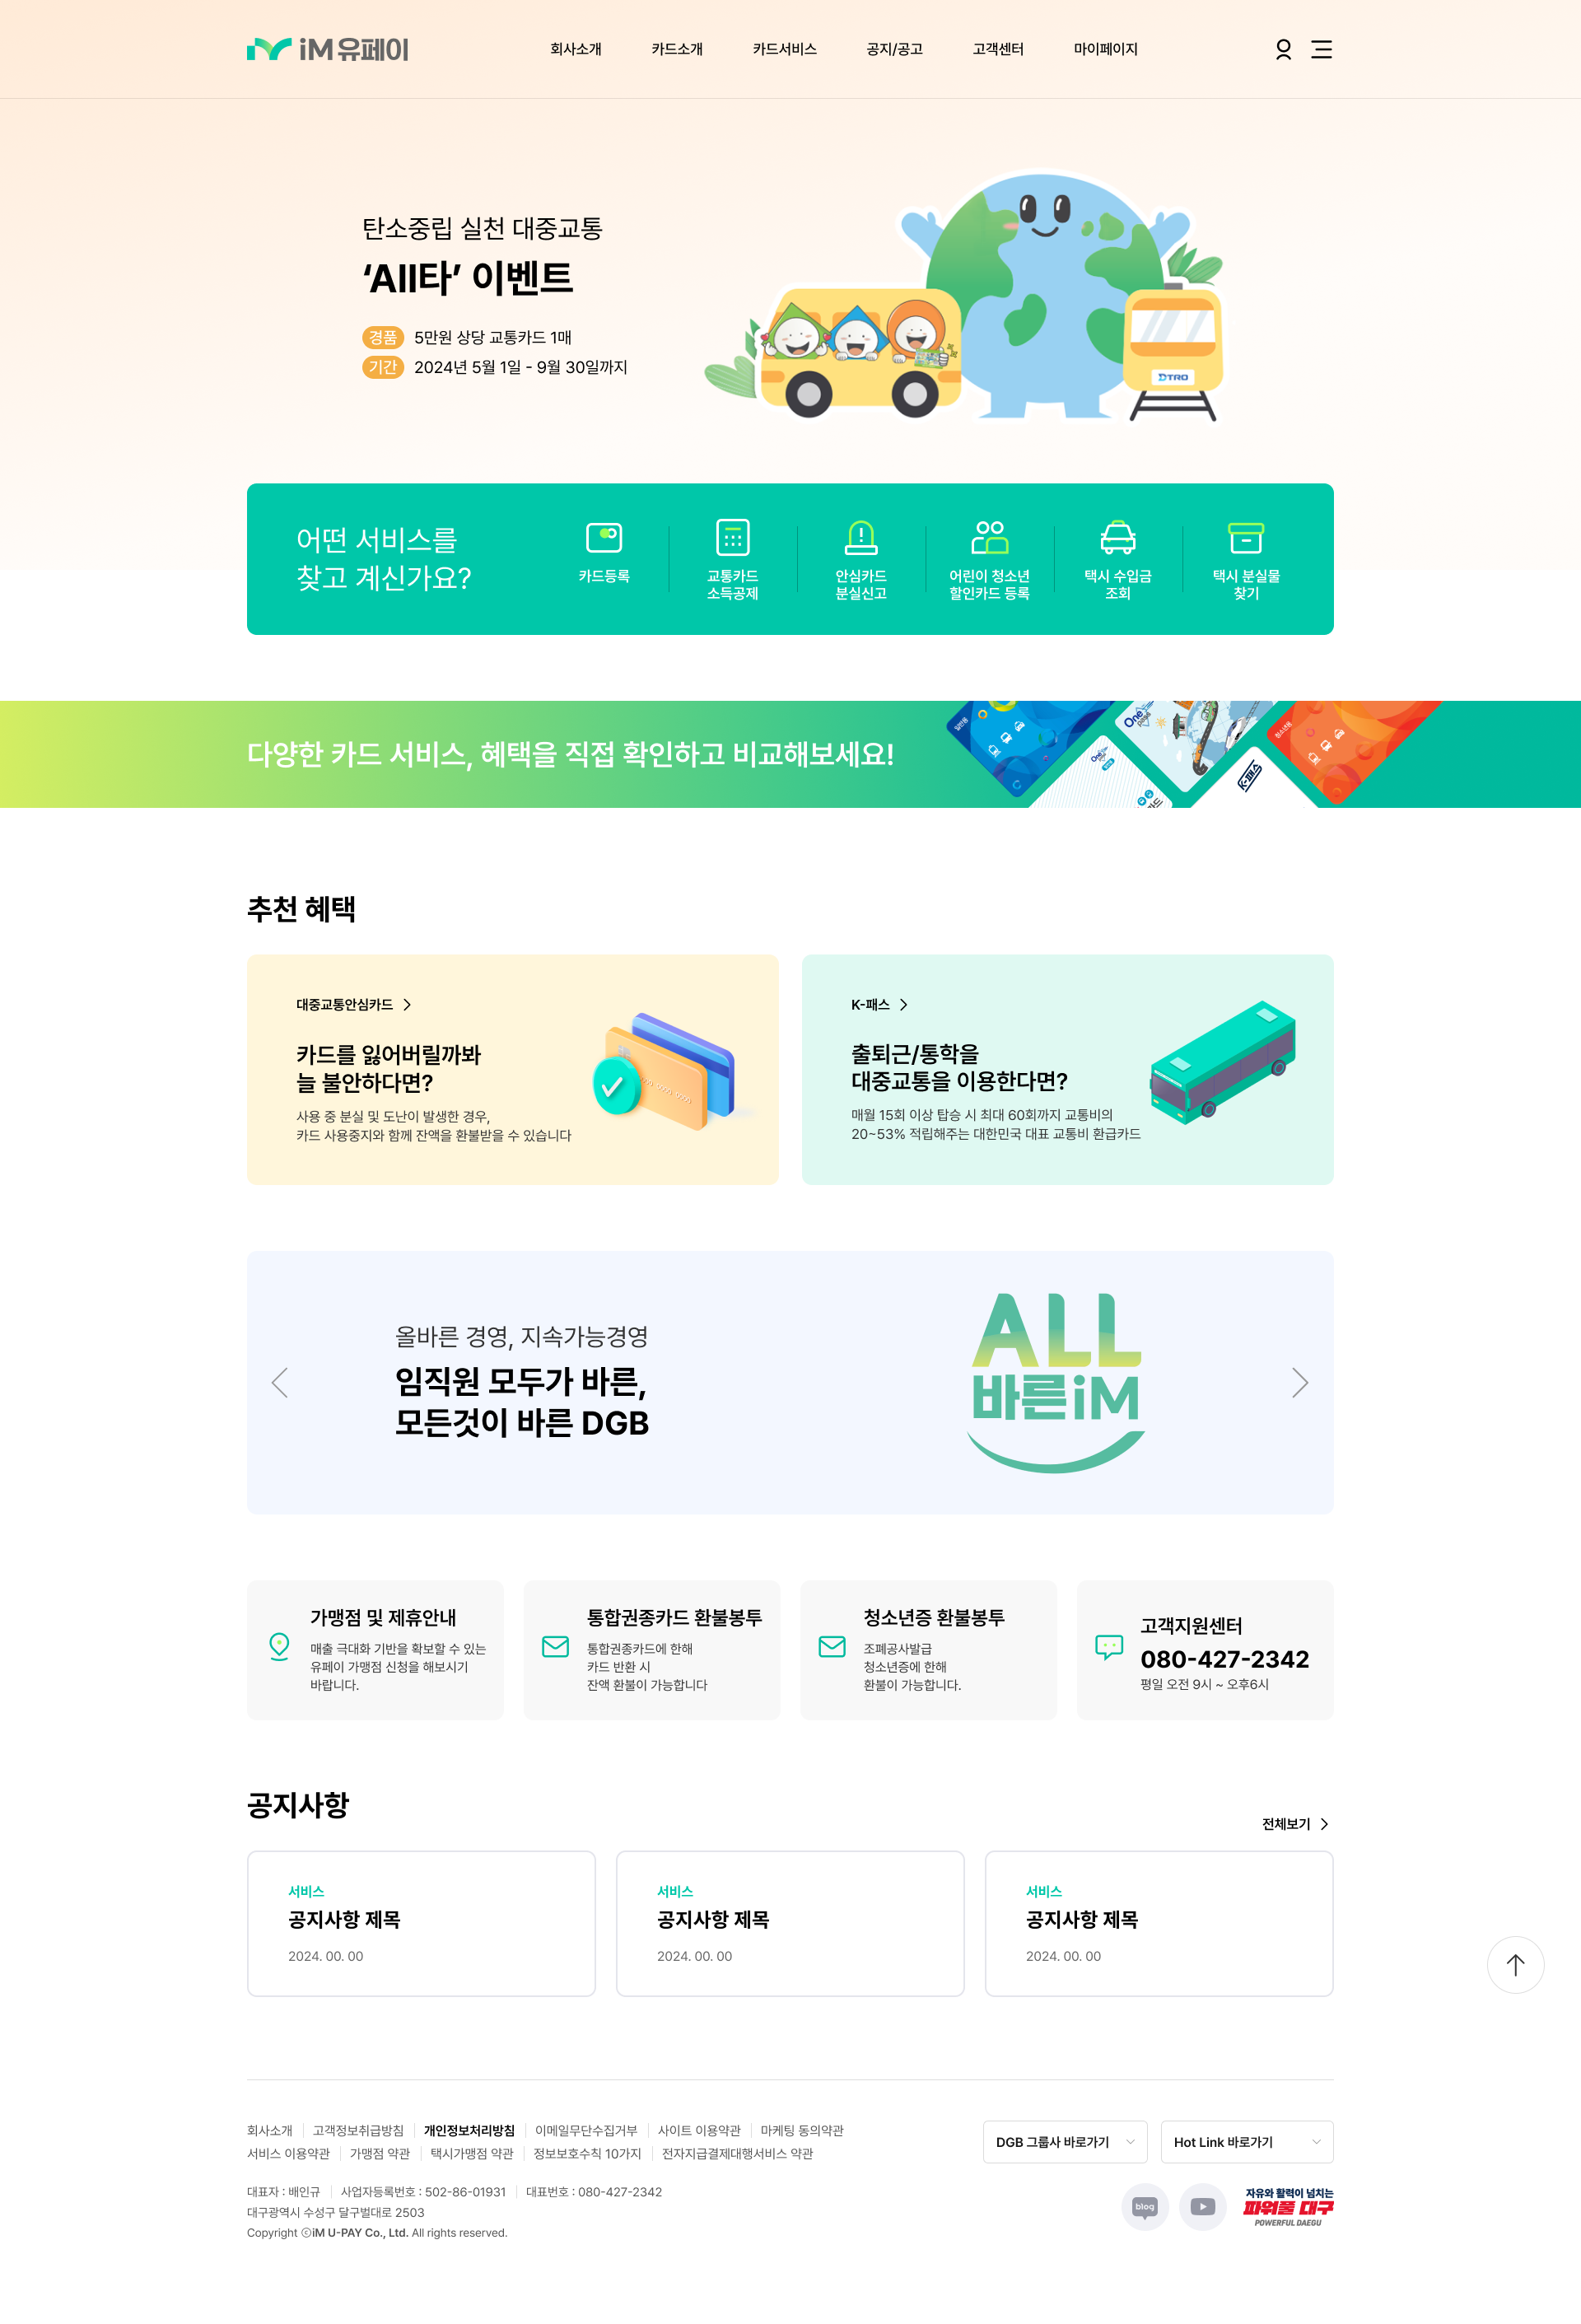 iM 유페이
회사소개
카드소개
카드서비스
공지/공고
고객센터
마이페이지
탄소중립 실천 대중교통
‘All타’ 이벤트
경품 5만원 상당 교통카드 1매
기간 2024년 5월 1일 - 9월 30일까지
DTRO
어떤 서비스를
찾고 계신가요?
카드등록
교통카드
소득공제
안심카드
분실신고
어린이 청소년
할인카드 등록
택시 수입금
조회
택시 분실물
찾기
다양한 카드 서비스, 혜택을 직접 확인하고 비교해보세요!
One
K-패스
추천 혜택
대중교통안심카드
카드를 잃어버릴까봐
늘 불안하다면?
사용 중 분실 및 도난이 발생한 경우,
카드 사용중지와 함께 잔액을 환불받을 수 있습니다
K-패스
출퇴근/통학을
대중교통을 이용한다면?
매월 15회 이상 탑승 시 최대 60회까지 교통비의
20~53% 적립해주는 대한민국 대표 교통비 환급카드
올바른 경영, 지속가능경영
임직원 모두가 바른,
모든것이 바른 DGB
ALL
바른iM
가맹점 및 제휴안내
매출 극대화 기반을 확보할 수 있는
유페이 가맹점 신청을 해보시기
바랍니다.
통합권종카드 환불봉투
통합권종카드에 한해
카드 반환 시
잔액 환불이 가능합니다
청소년증 환불봉투
조폐공사발급
청소년증에 한해
환불이 가능합니다.
고객지원센터
080-427-2342
평일 오전 9시 ~ 오후6시
공지사항
전체보기
서비스
공지사항 제목
2024. 00. 00
서비스
공지사항 제목
2024. 00. 00
서비스
공지사항 제목
2024. 00. 00
회사소개 고객정보취급방침 개인정보처리방침 이메일무단수집거부 사이트 이용약관 마케팅 동의약관
서비스 이용약관 가맹점 약관 택시가맹점 약관 정보보호수칙 10가지 전자지급결제대행서비스 약관
DGB 그룹사 바로가기
Hot Link 바로가기
대표자 : 배인규 사업자등록번호 : 502-86-01931 대표번호 : 080-427-2342
대구광역시 수성구 달구벌대로 2503
Copyright ⓒiM U-PAY Co., Ltd. All rights reserved.
blog
자유와 활력이 넘치는
파워풀 대구
POWERFUL DAEGU